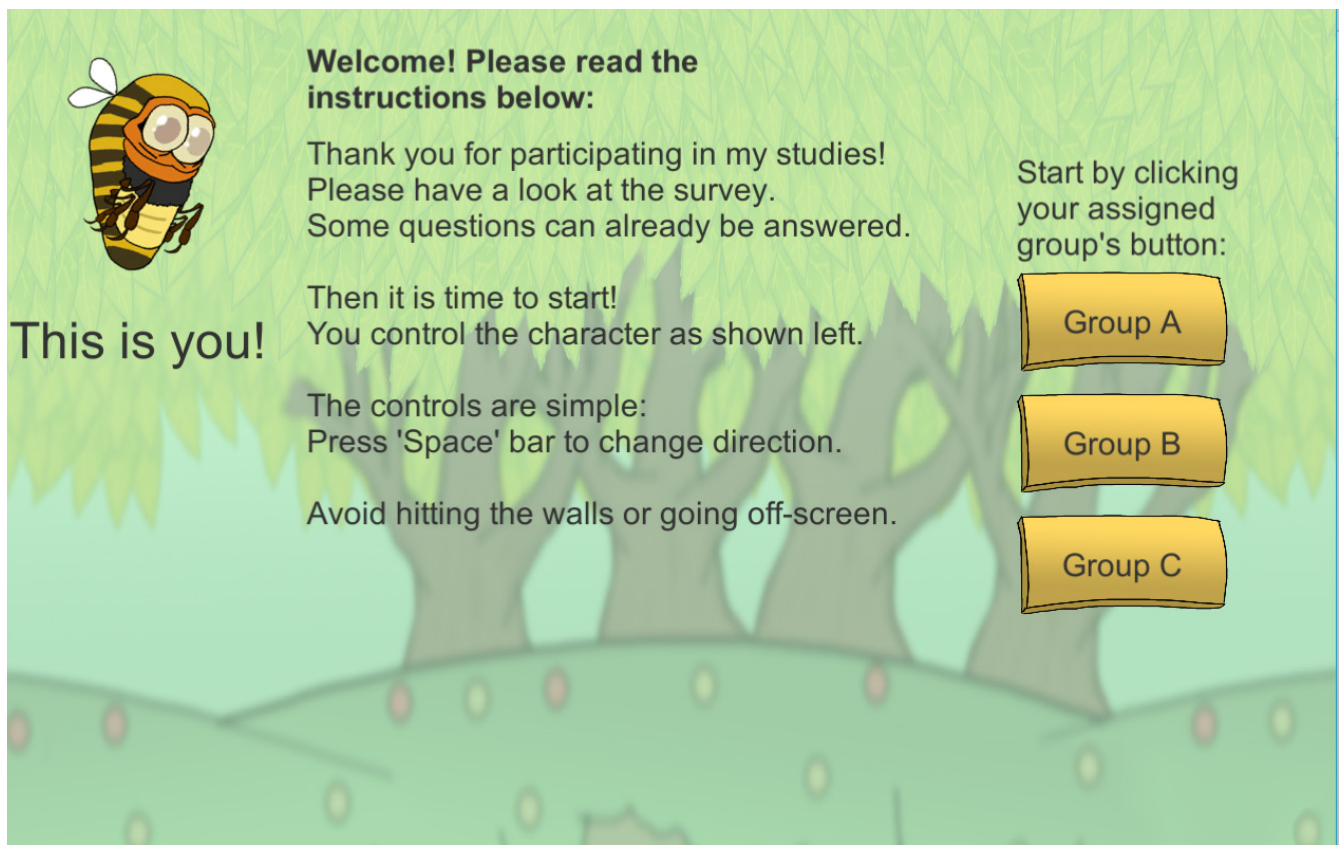 Welcome! Please read the
instructions below:
Thank you for participating in my studies!
Please have a look at the survey.
Some questions can already be answered.
Then it is time to start!
You control the character as shown left.
The controls are simple:
Press 'Space' bar to change direction.
Avoid hitting the walls or going off-screen.
This is you!
Start by clicking
your assigned
group's button:
Group A
Group B
Group C